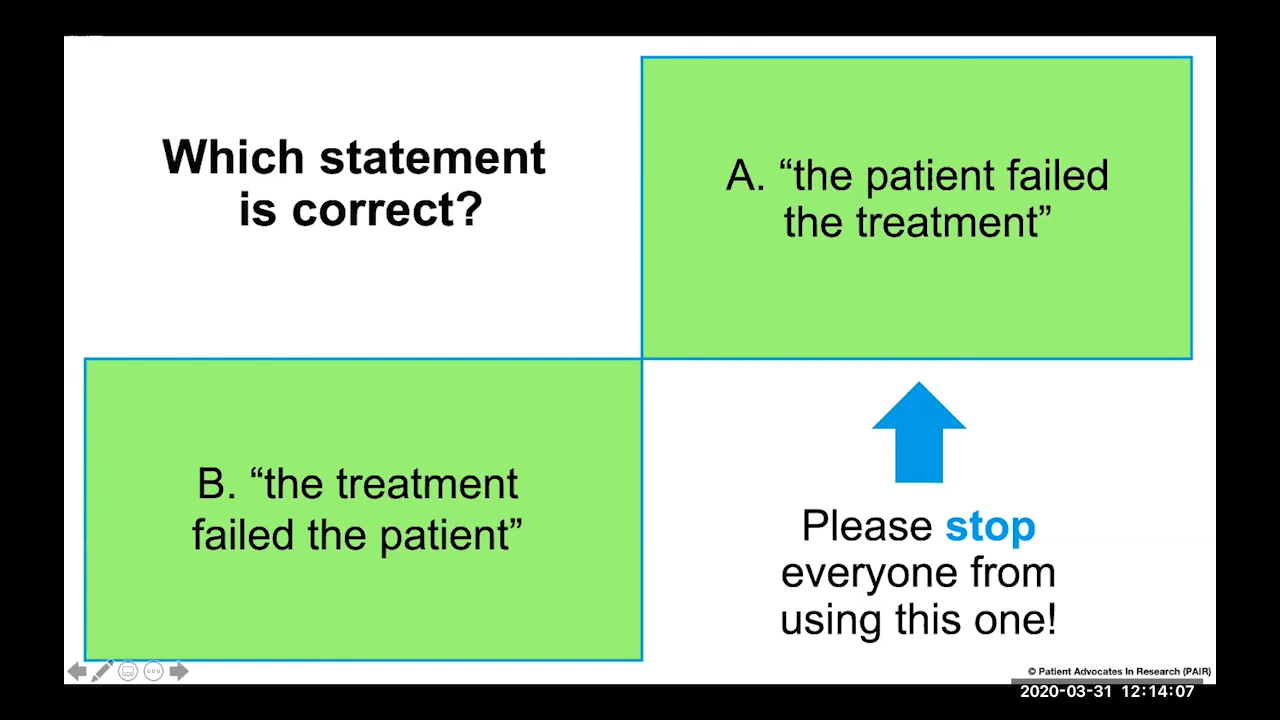 Which statement
is correct?
A. “the patient failed
the treatment”
B. “the treatment
failed the patient”
Please stop
everyone from
using this one!
© Patient Advocates In Research (PAIR)
2020-03-31 12:14:07